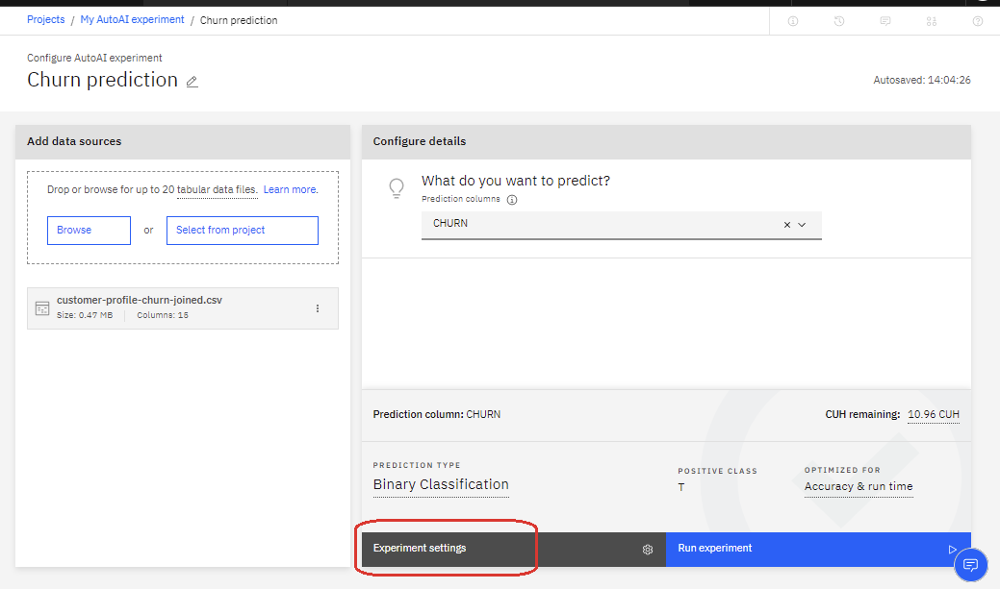 Projects / My AutoAI experiment / Churn prediction
Configure AutoAI experiment
Churn prediction
Autosaved: 14:04:26
Add data sources
Drop or browse for up to 20 tabular data files. Learn more.
Browse or Select from project
customer-profile-churn-joined.csv
Size: 0.47 MB Columns: 15
Configure details
What do you want to predict?
Prediction columns
CHURN
Prediction column: CHURN CUH remaining: 10.96 CUH
PREDICTION TYPE
Binary Classification
POSITIVE CLASS
T
OPTIMIZED FOR
Accuracy & run time
Experiment settings
Run experiment